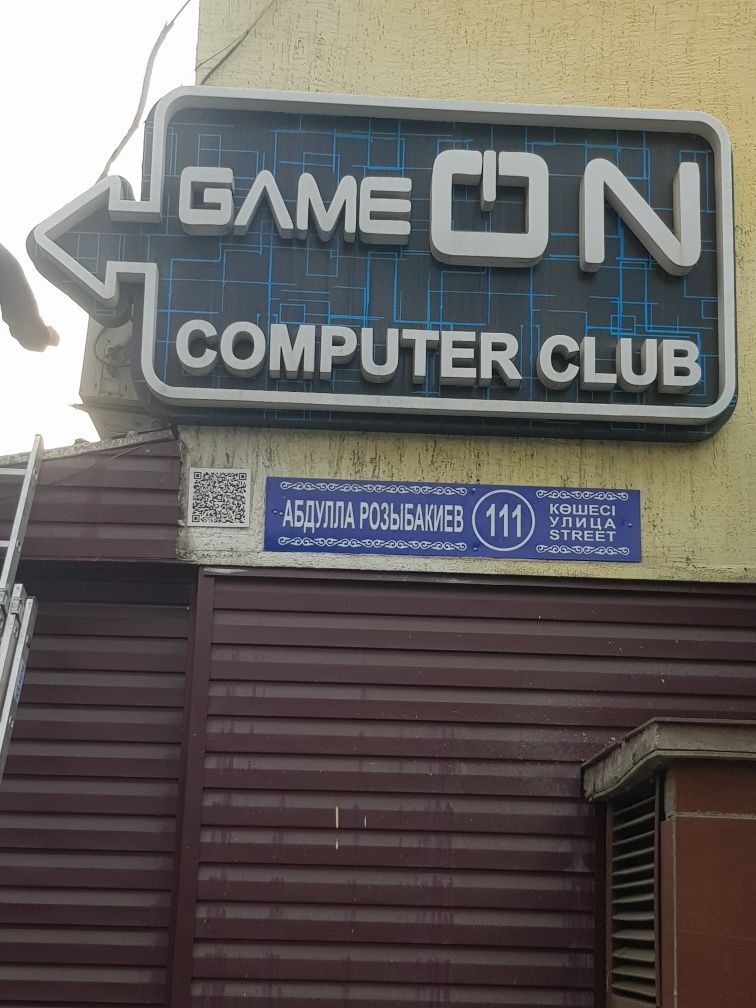 GAME ON
COMPUTER CLUB
АБДУЛЛА РОЗЫБАКИЕВ 111
КӨШЕСІ
УЛИЦА
STREET